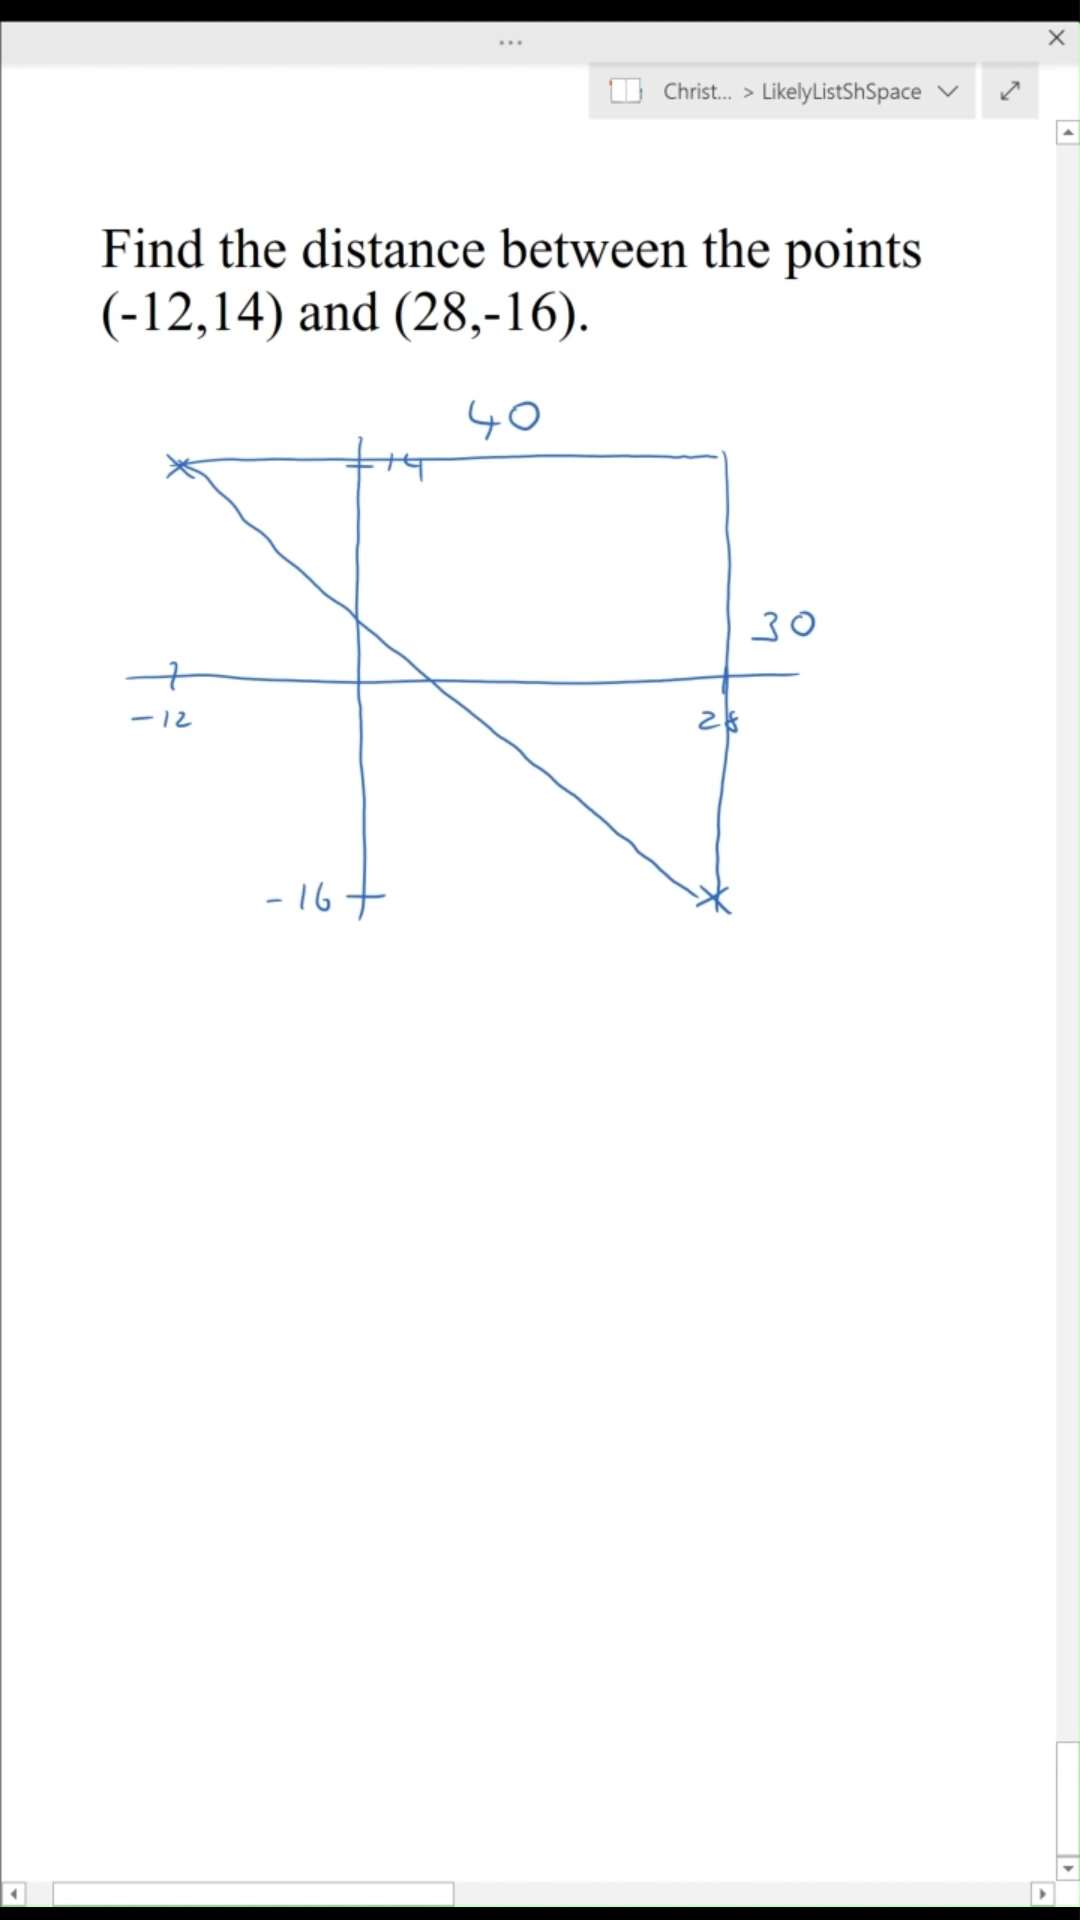 ...
Christ... > LikelyListShSpace
Find the distance between the points
(-12,14) and (28,-16).
40
14
30
-12
28
-16